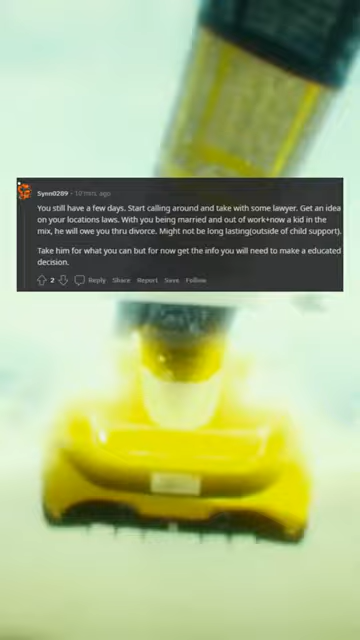 Synn0289 · 10 min. ago
You still have a few days. Start calling around and take with some lawyer. Get an idea
on your locations laws. With you being married and out of work+now a kid in the
mix, he will owe you thru divorce. Might not be long lasting(outside of child support).
Take him for what you can but for now get the info you will need to make a educated
decision.
2 Reply Share Report Save Follow